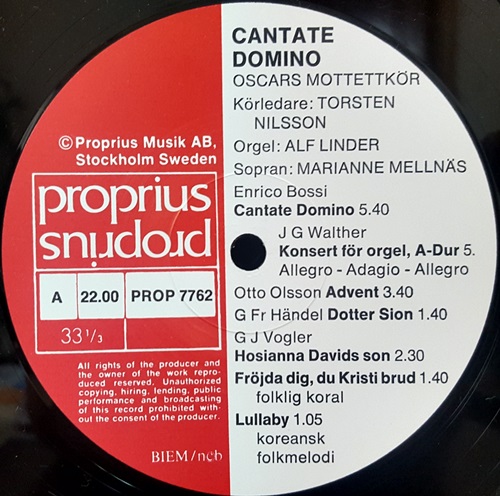 CANTATE
DOMINO
OSCARS MOTTETTKÖR
Körledare: TORSTEN
NILSSON
Orgel: ALF LINDER
Sopran: MARIANNE MELLNÄS
Enrico Bossi
Cantate Domino 5.40
J G Walther
Konsert för orgel, A-Dur 5.
Allegro - Adagio - Allegro
Otto Olsson Advent 3.40
G Fr Händel Dotter Sion 1.40
G J Vogler
Hosianna Davids son 2.30
Fröjda dig, du Kristi brud 1.40
folklig koral
Lullaby 1.05
koreansk
folkmelodi
© Proprius Musik AB,
Stockholm Sweden
proprius
proprius
A 22.00 PROP 7762
33 1/3
All rights of the producer and
the owner of the work repro-
duced reserved. Unauthorized
copying, hiring, lending, public
performance and broadcasting
of this record prohibited with-
out the consent of the producer.
BIEM/ncb